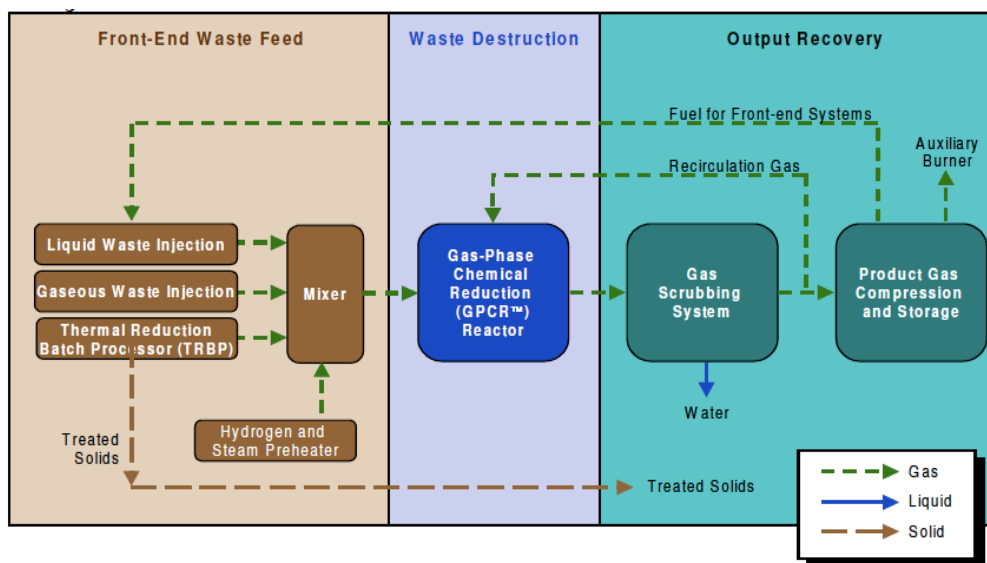 Front-End Waste Feed
Waste Destruction
Output Recovery
Fuel for Front-end Systems
Auxiliary
Burner
Recirculation Gas
Liquid Waste Injection
Gaseous Waste Injection
Thermal Reduction
Batch Processor (TRBP)
Mixer
Gas-Phase
Chemical
Reduction
(GPCR™)
Reactor
Gas
Scrubbing
System
Product Gas
Compression
and Storage
Hydrogen and
Steam Preheater
Water
Treated
Solids
Treated Solids
Gas
Liquid
Solid